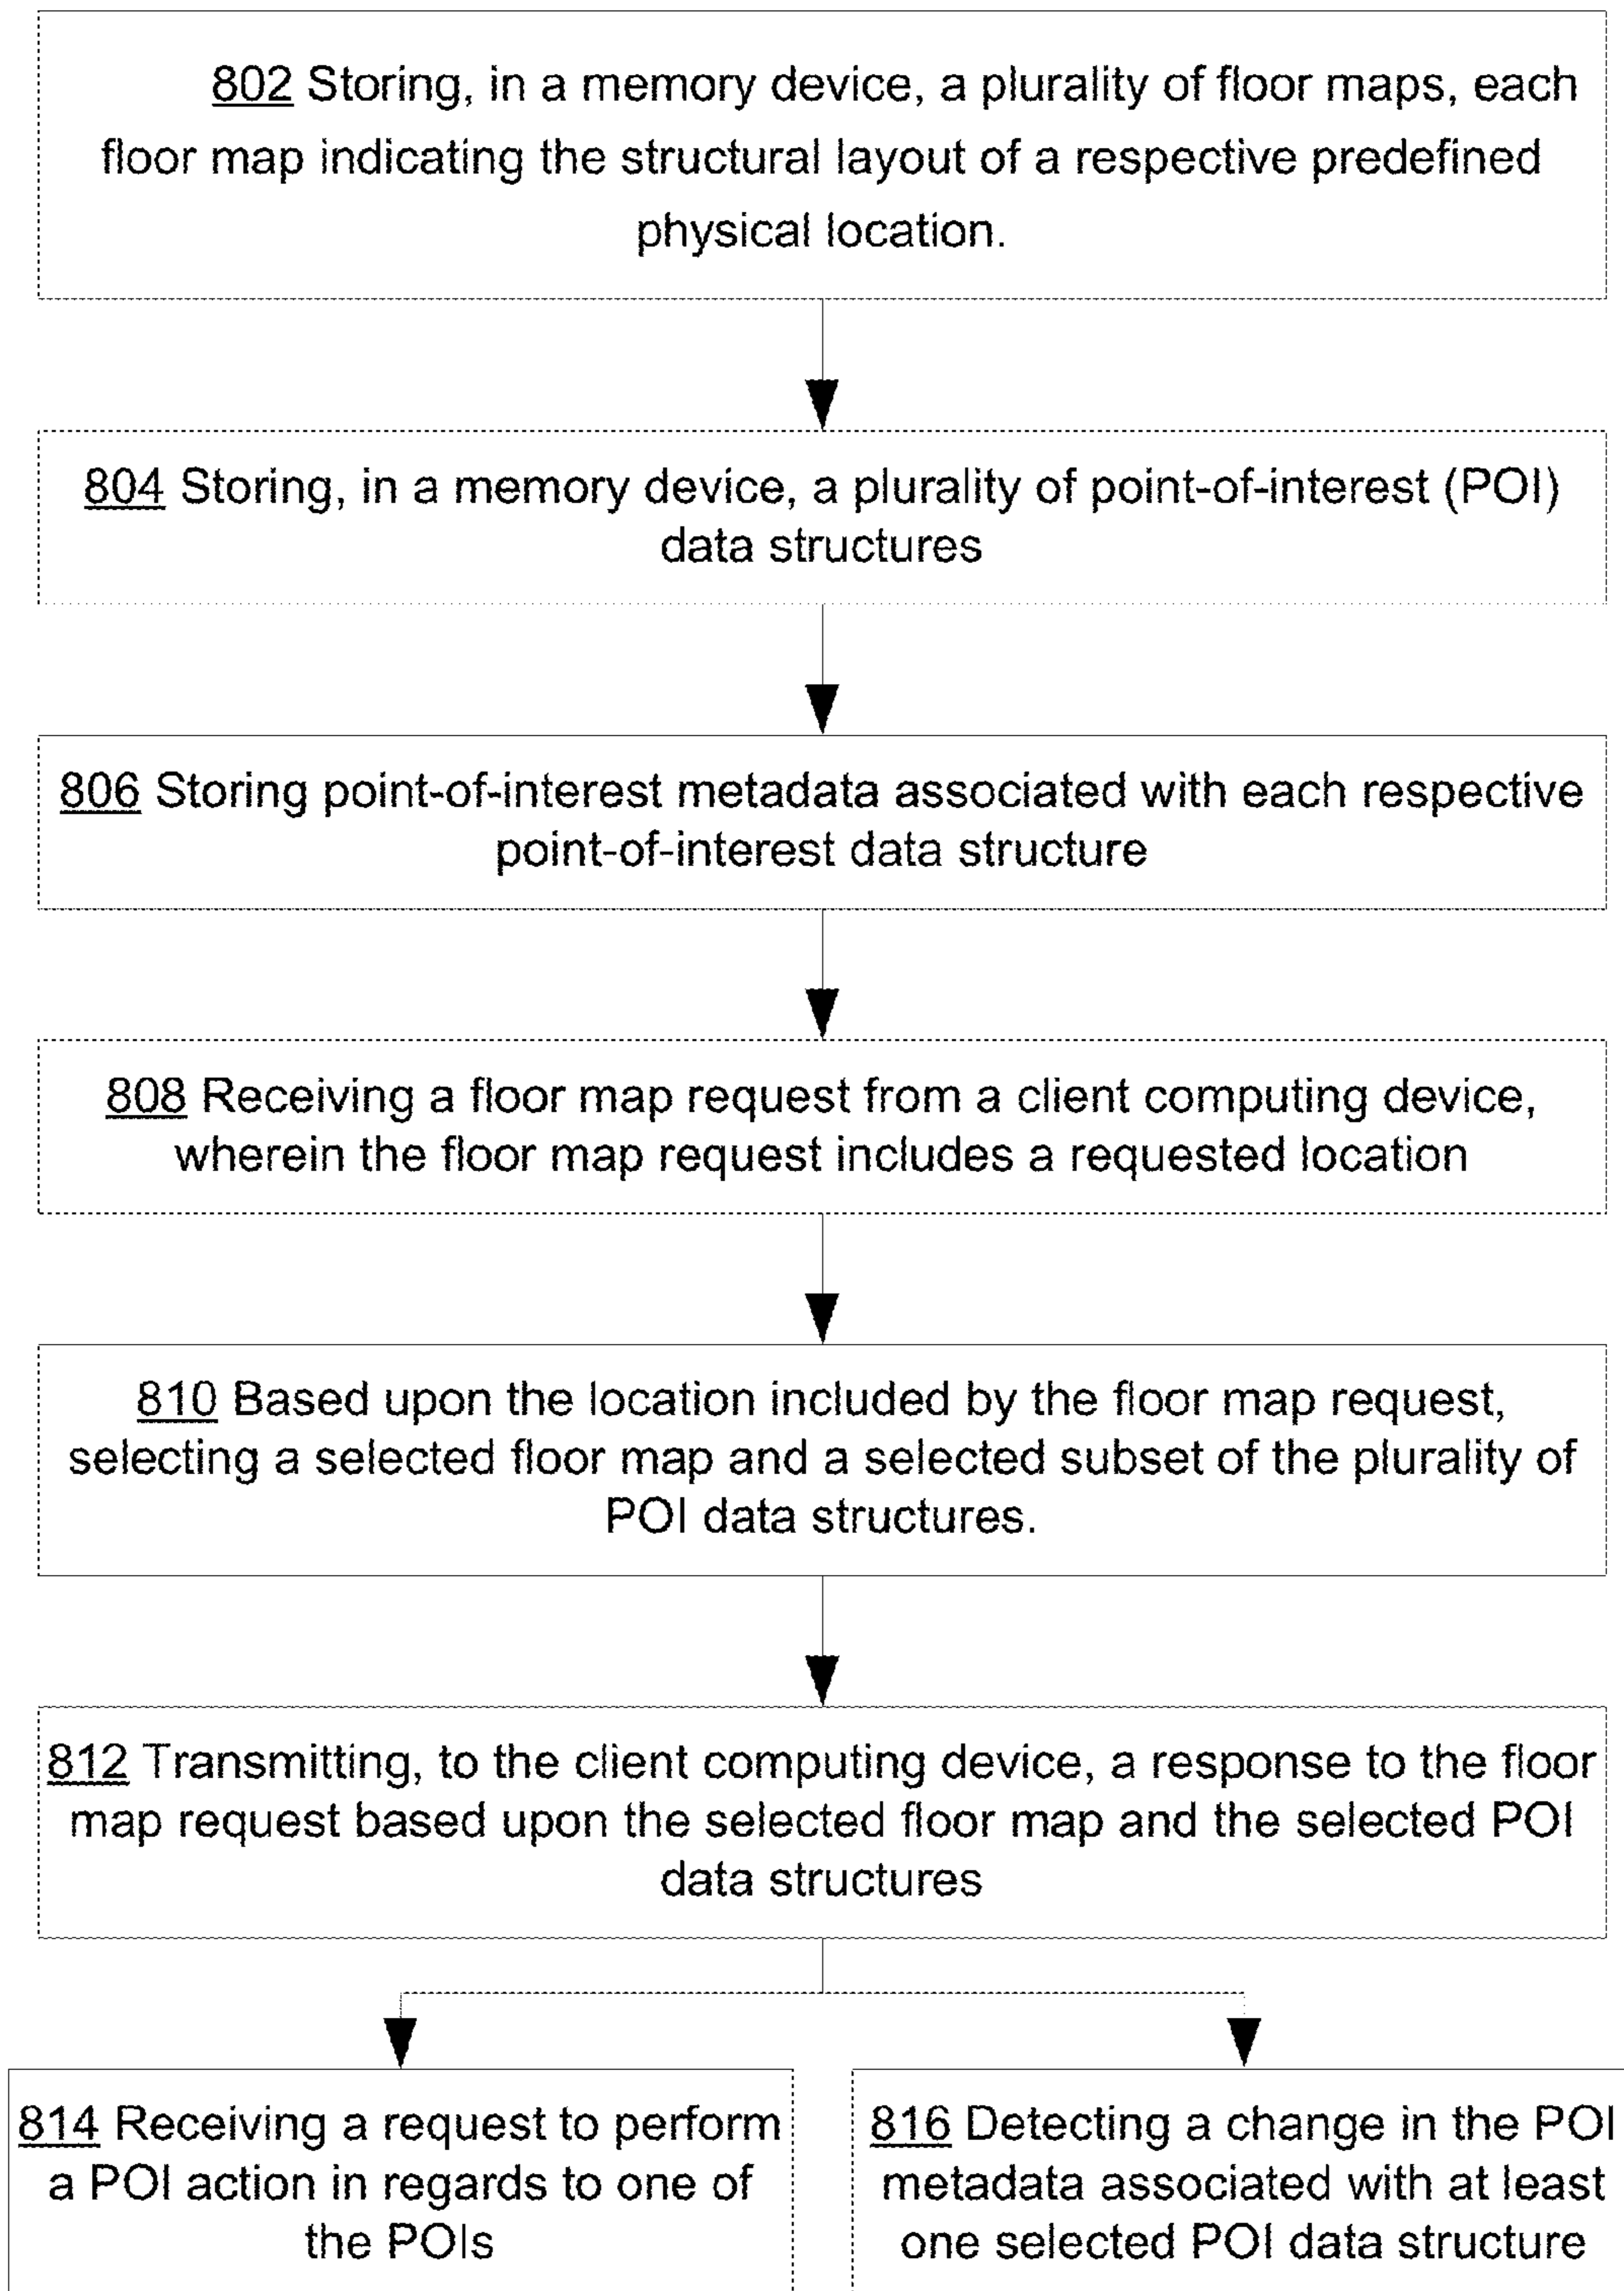 802 Storing, in a memory device, a plurality of floor maps, each
floor map indicating the structural layout of a respective predefined
physical location.
804 Storing, in a memory device, a plurality of point-of-interest (POI)
data structures
806 Storing point-of-interest metadata associated with each respective
point-of-interest data structure
808 Receiving a floor map request from a client computing device,
wherein the floor map request includes a requested location
810 Based upon the location included by the floor map request,
selecting a selected floor map and a selected subset of the plurality of
POI data structures.
812 Transmitting, to the client computing device, a response to the floor
map request based upon the selected floor map and the selected POI
data structures
814 Receiving a request to perform
a POI action in regards to one of
the POIs
816 Detecting a change in the POI
metadata associated with at least
one selected POI data structure